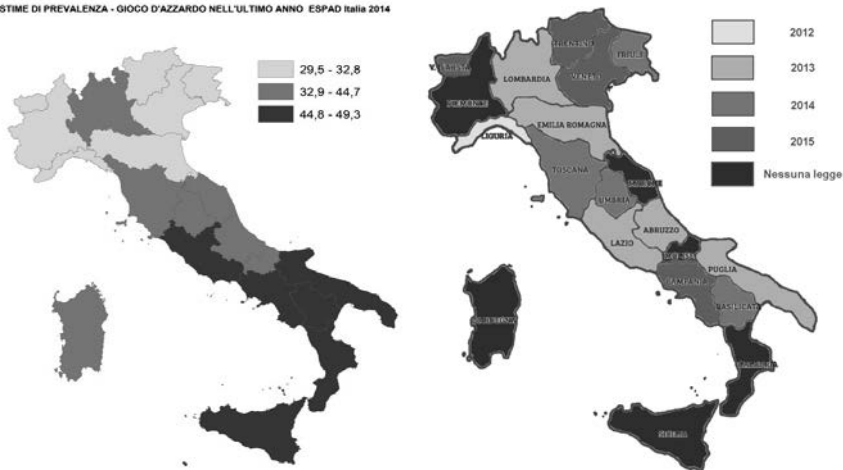 STIME DI PREVALENZA - GIOCO D'AZZARDO NELL'ULTIMO ANNO ESPAD Italia 2014
29,5 - 32,8
32,9 - 44,7
44,8 - 49,3
2012
2013
2014
2015
Nessuna legge
LOMBARDIA
FRIULI
VENETO
PIEMONTE
EMILIA ROMAGNA
LIGURIA
TOSCANA
UMBRIA
ABRUZZO
LAZIO
PUGLIA
CAMPANIA
BASILICATA
SICILIA